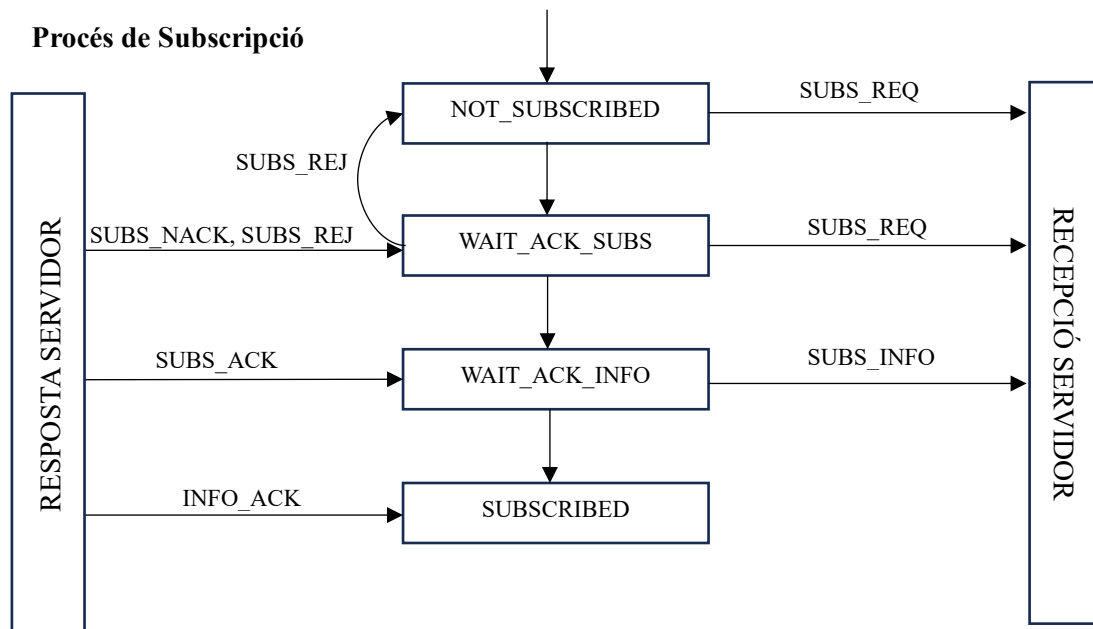 Procés de Subscripció
NOT_SUBSCRIBED
SUBS_REQ
SUBS_REJ
SUBS_NACK, SUBS_REJ
WAIT_ACK_SUBS
SUBS_REQ
SUBS_ACK
WAIT_ACK_INFO
SUBS_INFO
INFO_ACK
SUBSCRIBED
RESPOSTA SERVIDOR
RECEPCIÓ SERVIDOR